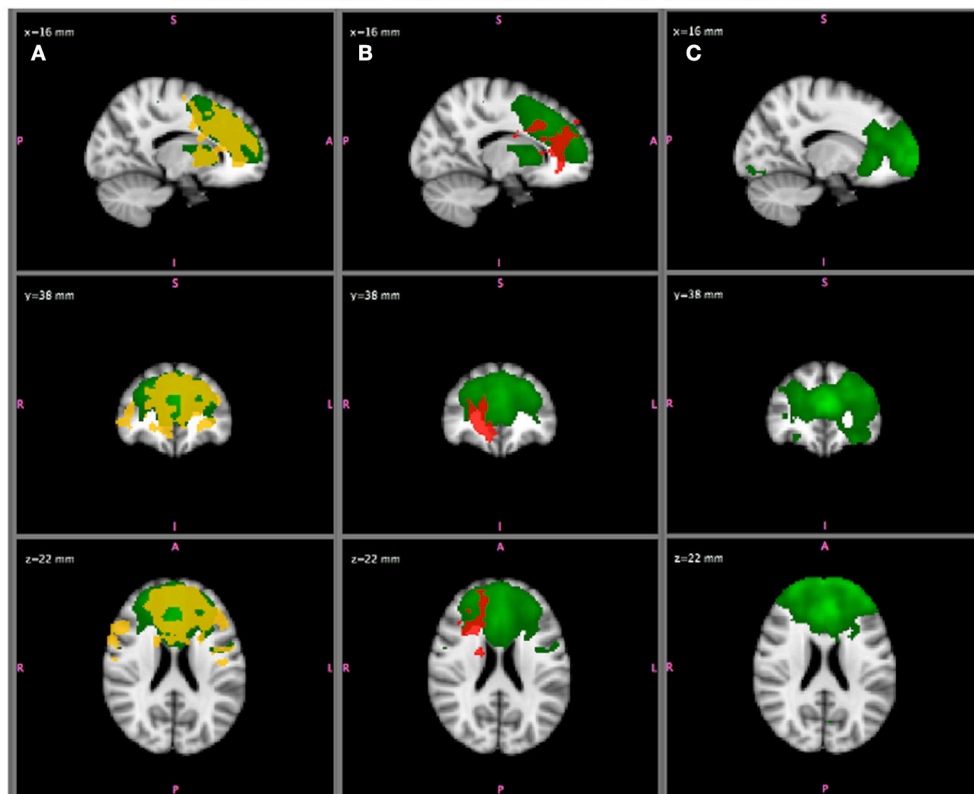 S S
x=16 mm A x=16 mm B x=16 mm C
P A P A P
I I I
S S S
y=38 mm y=38 mm y=38 mm
R L R L R
I I I
A A A
z=22 mm z=22 mm z=22 mm
R L R L R
P P P